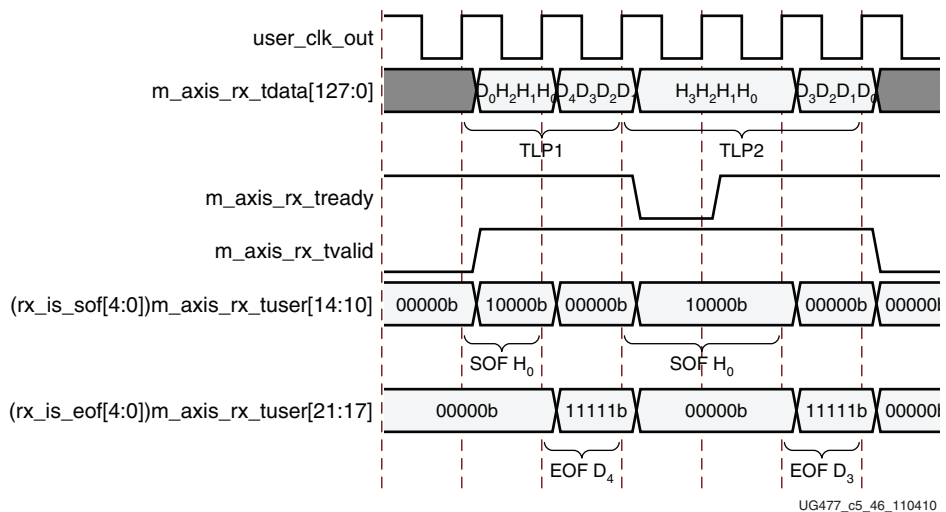 user_clk_out
m_axis_rx_tdata[127:0] D₀H₂H₁H₀ D₄D₃D₂D₁ H₃H₂H₁H₀ D₃D₂D₁D₀
TLP1 TLP2
m_axis_rx_tready
m_axis_rx_tvalid
(rx_is_sof[4:0])m_axis_rx_tuser[14:10] 00000b 10000b 00000b 10000b 00000b 00000b
SOF H₀ SOF H₀
(rx_is_eof[4:0])m_axis_rx_tuser[21:17] 00000b 11111b 00000b 11111b 00000b
EOF D₄ EOF D₃
UG477_c5_46_110410